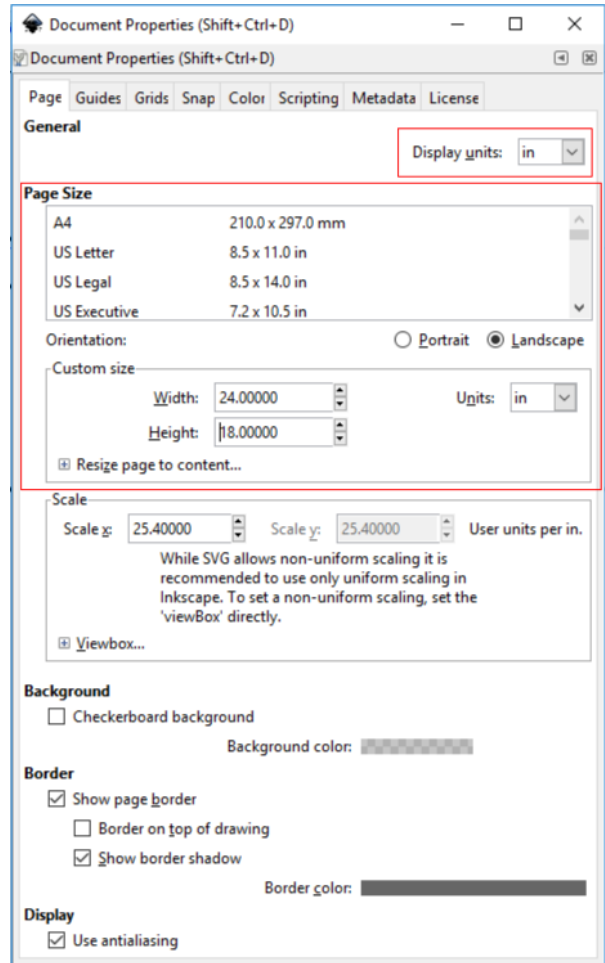 Document Properties (Shift+Ctrl+D)
Document Properties (Shift+Ctrl+D)
Page Guides Grids Snap Color Scripting Metadata License
General
Display units: in
Page Size
A4 210.0 x 297.0 mm
US Letter 8.5 x 11.0 in
US Legal 8.5 x 14.0 in
US Executive 7.2 x 10.5 in
Orientation: Portrait Landscape
Custom size
Width: 24.00000 Units: in
Height: 18.00000
Resize page to content...
Scale
Scale x: 25.40000 Scale y: 25.40000 User units per in.
While SVG allows non-uniform scaling it is
recommended to use only uniform scaling in
Inkscape. To set a non-uniform scaling, set the
'viewBox' directly.
Viewbox...
Background
Checkerboard background
Background color:
Border
Show page border
Border on top of drawing
Show border shadow
Border color:
Display
Use antialiasing